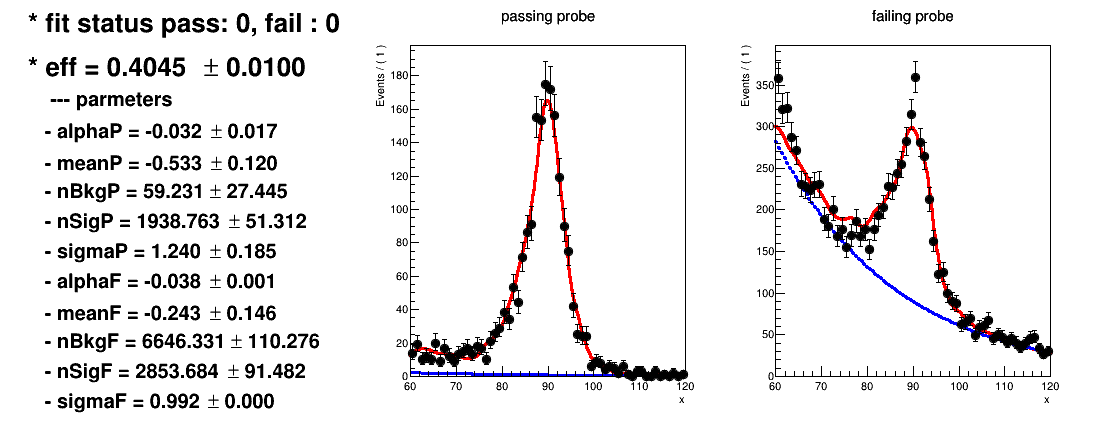 * fit status pass: 0, fail : 0
* eff = 0.4045 ± 0.0100
--- parmeters
- alphaP = -0.032 ± 0.017
- meanP = -0.533 ± 0.120
- nBkgP = 59.231 ± 27.445
- nSigP = 1938.763 ± 51.312
- sigmaP = 1.240 ± 0.185
- alphaF = -0.038 ± 0.001
- meanF = -0.243 ± 0.146
- nBkgF = 6646.331 ± 110.276
- nSigF = 2853.684 ± 91.482
- sigmaF = 0.992 ± 0.000
passing probe
Events / ( 1 )
180
160
140
120
100
80
60
40
20
0
60 70 80 90 100 110 120
x
failing probe
Events / ( 1 )
350
300
250
200
150
100
50
0
60 70 80 90 100 110 120
x